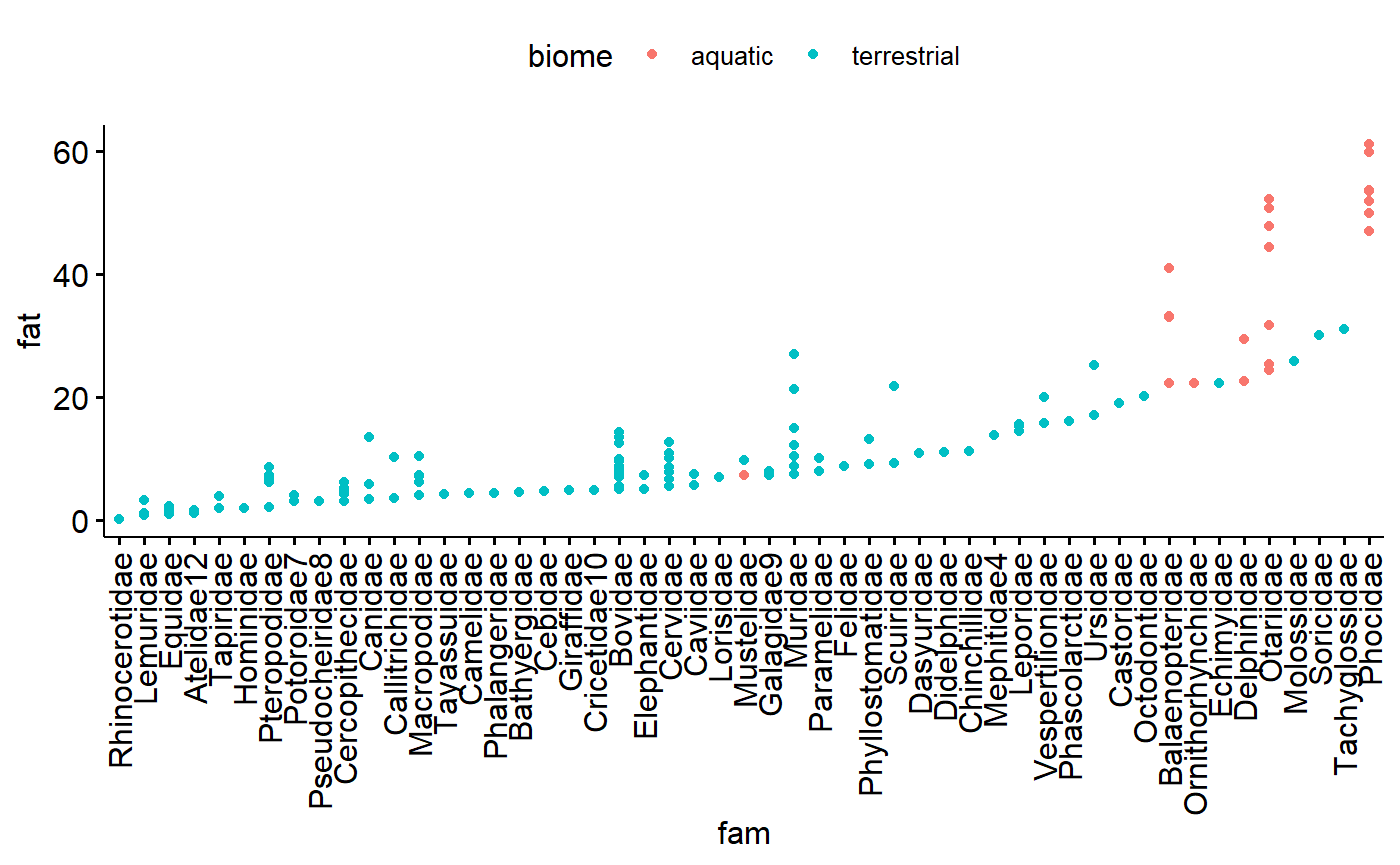 biome aquatic terrestrial
fat
60
40
20
0
Rhinocerotidae
Lemuridae
Equidae
Atelidae12
Tapiridae
Hominidae
Pteropodidae
Potoroidae7
Pseudocheiridae8
Cercopithecidae
Canidae
Callitrichidae
Macropodidae
Tayassuidae
Camelidae
Phalangeridae
Bathyergidae
Cebidae
Giraffidae
Cricetidae10
Bovidae
Elephantidae
Cervidae
Caviidae
Lorisidae
Mustelidae
Galagidae9
Muridae
Paramelidae
Felidae
Phyllostomatidae
Scuiridae
Dasyuridae
Didelphidae
Chinchillidae
Mephitidae4
Leporidae
Vespertilionidae
Phascolarctidae
Ursidae
Castoridae
Octodontidae
Balaenopteridae
Ornithorhynchidae
Echimyidae
Delphinidae
Otariidae
Molossidae
Soricidae
Tachyglossidae
Phocidae
fam